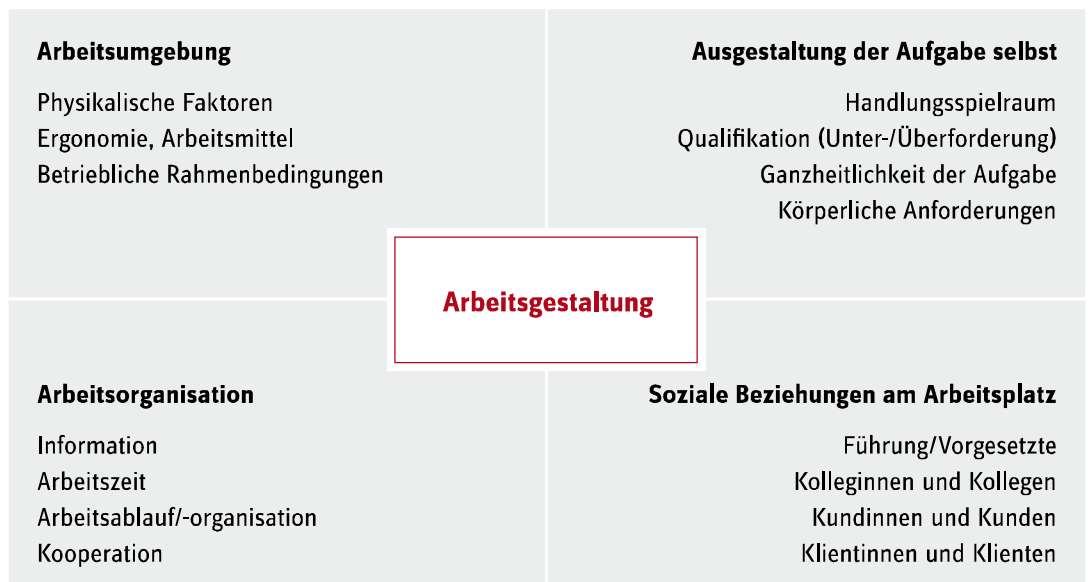 Arbeitsumgebung
Physikalische Faktoren
Ergonomie, Arbeitsmittel
Betriebliche Rahmenbedingungen
Ausgestaltung der Aufgabe selbst
Handlungsspielraum
Qualifikation (Unter-/Überforderung)
Ganzheitlichkeit der Aufgabe
Körperliche Anforderungen
Arbeitsgestaltung
Arbeitsorganisation
Information
Arbeitszeit
Arbeitsablauf/-organisation
Kooperation
Soziale Beziehungen am Arbeitsplatz
Führung/Vorgesetzte
Kolleginnen und Kollegen
Kundinnen und Kunden
Klientinnen und Klienten